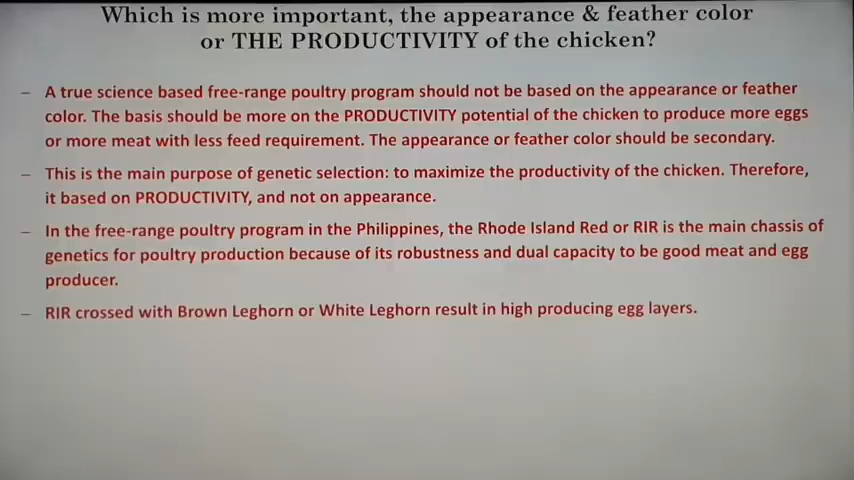 Which is more important, the appearance & feather color
or THE PRODUCTIVITY of the chicken?
– A true science based free-range poultry program should not be based on the appearance or feather
color. The basis should be more on the PRODUCTIVITY potential of the chicken to produce more eggs
or more meat with less feed requirement. The appearance or feather color should be secondary.
– This is the main purpose of genetic selection: to maximize the productivity of the chicken. Therefore,
it based on PRODUCTIVITY, and not on appearance.
– In the free-range poultry program in the Philippines, the Rhode Island Red or RIR is the main chassis of
genetics for poultry production because of its robustness and dual capacity to be good meat and egg
producer.
– RIR crossed with Brown Leghorn or White Leghorn result in high producing egg layers.